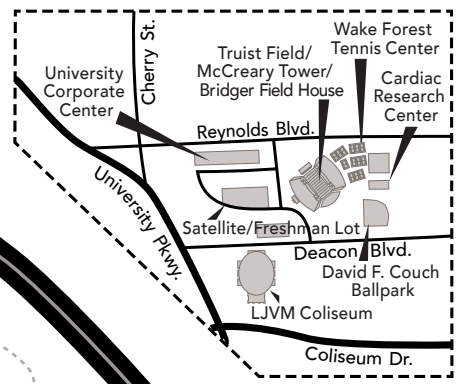 Wake Forest
Tennis Center
Cherry St.
Truist Field/
McCreary Tower/
Bridger Field House
University
Corporate
Center
Cardiac
Research
Center
Reynolds Blvd.
University Pkwy.
Satellite/Freshman Lot
Deacon Blvd.
David F. Couch
Ballpark
LJVM Coliseum
Coliseum Dr.